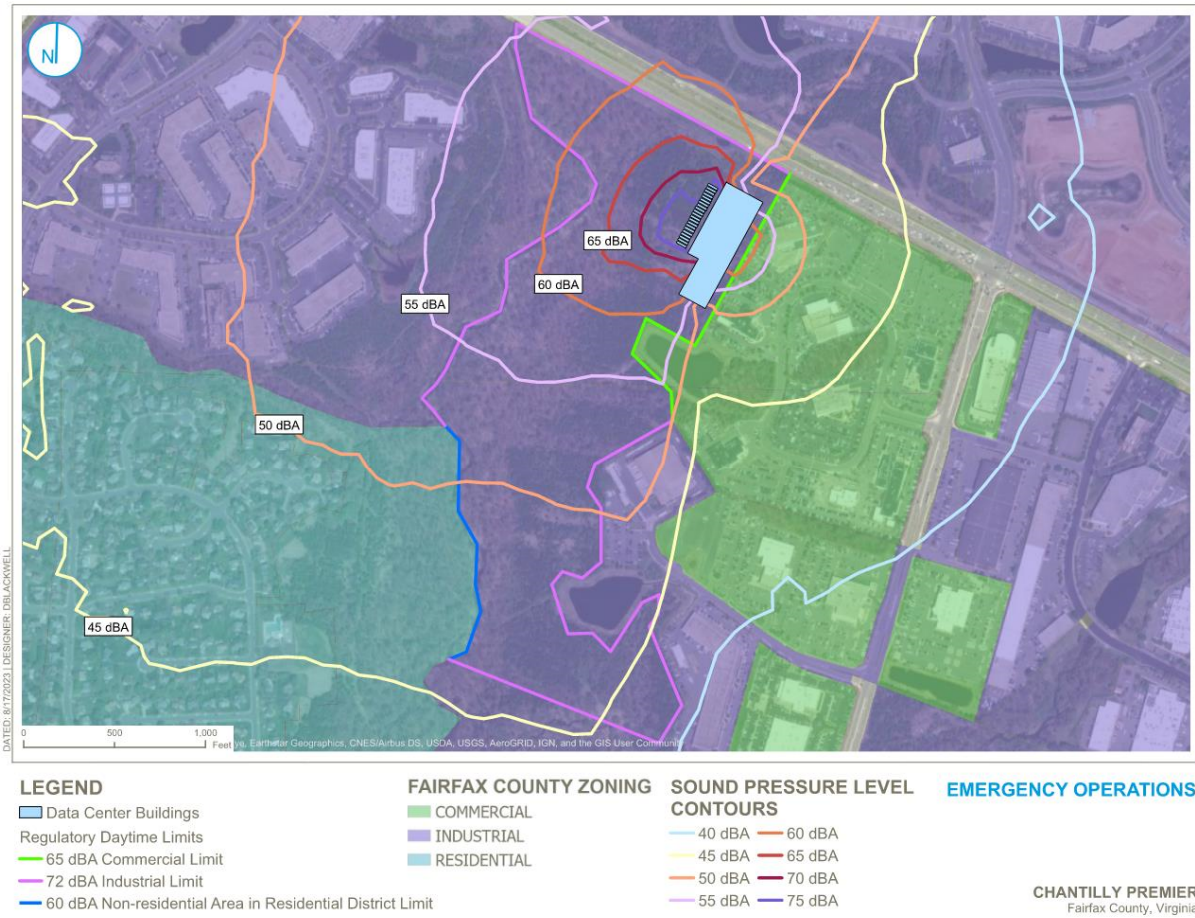 N
65 dBA
60 dBA
55 dBA
50 dBA
45 dBA
DATED: 8/17/2023 | DESIGNER: DBLACKWELL
0 500 1,000
Feet
Earthstar Geographics, CNES/Airbus DS, USDA, USGS, AeroGRID, IGN, and the GIS User Community
LEGEND
Data Center Buildings
Regulatory Daytime Limits
65 dBA Commercial Limit
72 dBA Industrial Limit
60 dBA Non-residential Area in Residential District Limit
FAIRFAX COUNTY ZONING
COMMERCIAL
INDUSTRIAL
RESIDENTIAL
SOUND PRESSURE LEVEL
CONTOURS
40 dBA
45 dBA
50 dBA
55 dBA
60 dBA
65 dBA
70 dBA
75 dBA
EMERGENCY OPERATIONS
CHANTILLY PREMIER
Fairfax County, Virginia